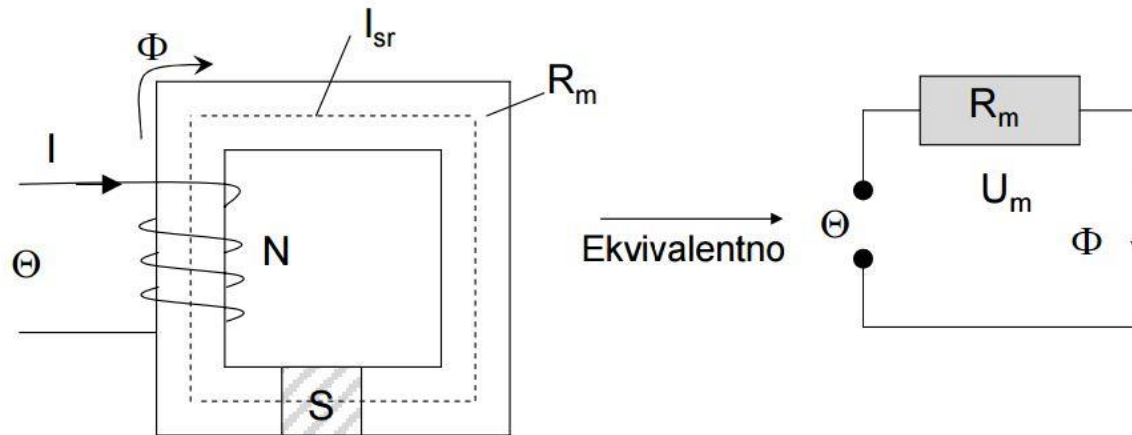 Φ
I_sr
R_m
I
Θ
N
S
Ekvivalentno
R_m
U_m
Θ
Φ